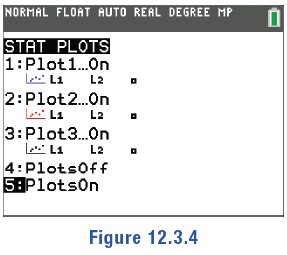 NORMAL FLOAT AUTO REAL DEGREE MP
STAT PLOTS
1:Plot1…On
L1 L2
2:Plot2…On
L1 L2
3:Plot3…On
L1 L2
4:PlotsOff
5:PlotsOn
Figure 12.3.4